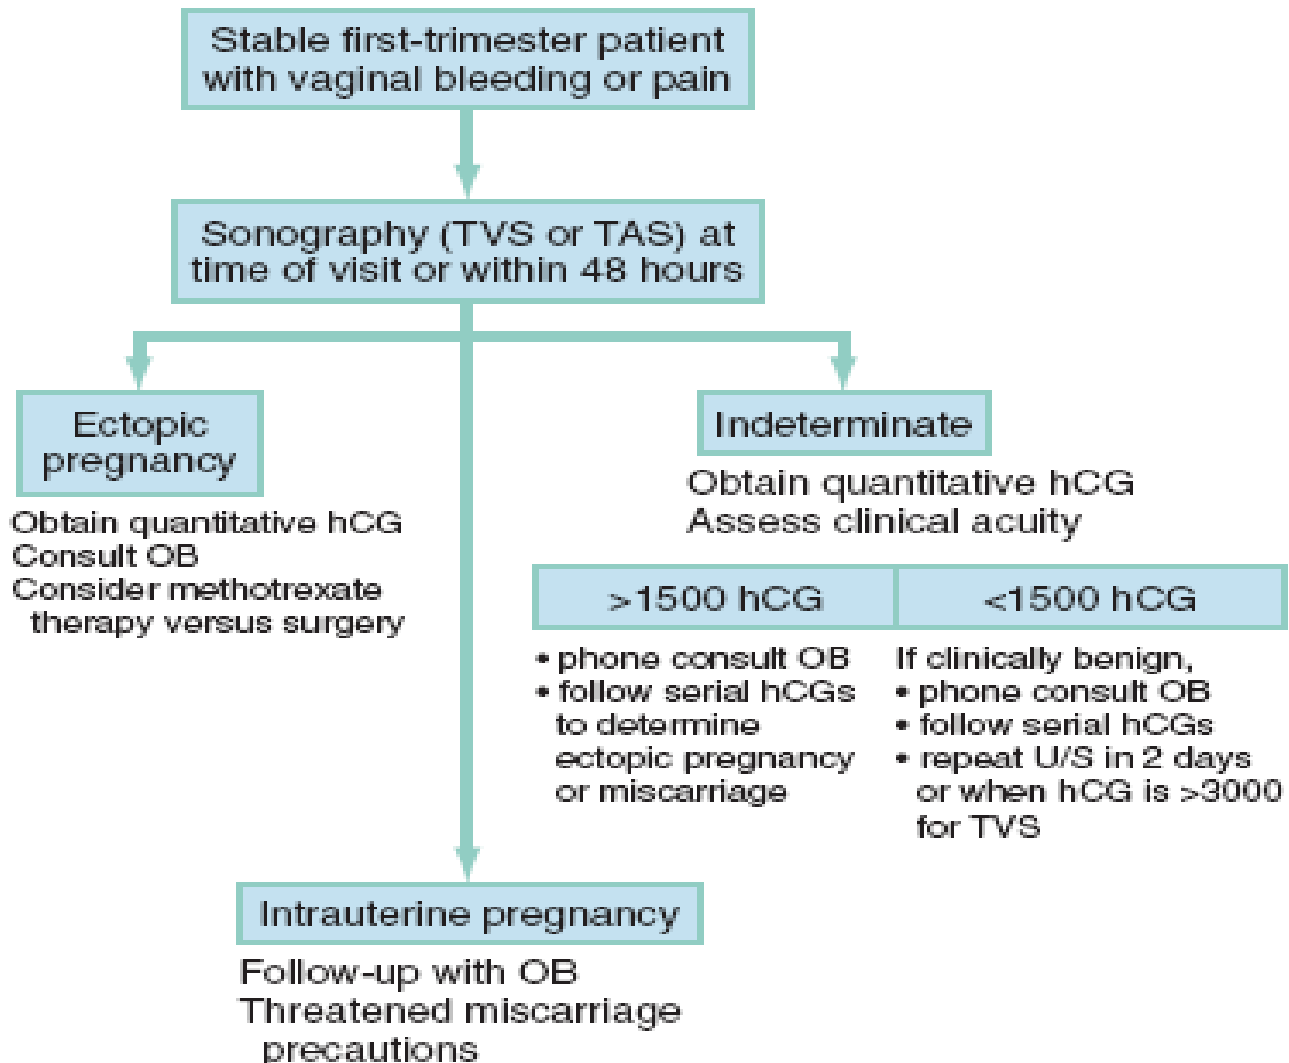 Stable first-trimester patient
with vaginal bleeding or pain
Sonography (TVS or TAS) at
time of visit or within 48 hours
Ectopic
pregnancy
Obtain quantitative hCG
Consult OB
Consider methotrexate
therapy versus surgery
Indeterminate
Obtain quantitative hCG
Assess clinical acuity
>1500 hCG
• phone consult OB
• follow serial hCGs
to determine
ectopic pregnancy
or miscarriage
<1500 hCG
If clinically benign,
• phone consult OB
• follow serial hCGs
• repeat U/S in 2 days
or when hCG is >3000
for TVS
Intrauterine pregnancy
Follow-up with OB
Threatened miscarriage
precautions